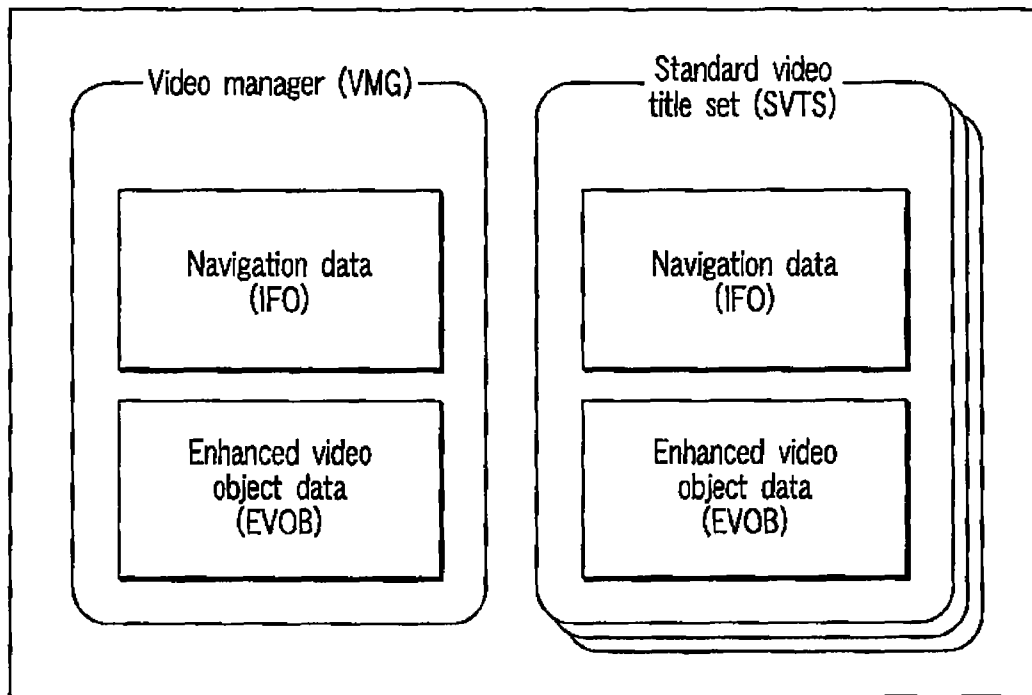 Video manager (VMG)
Navigation data
(IFO)
Enhanced video
object data
(EVOB)
Standard video
title set (SVTS)
Navigation data
(IFO)
Enhanced video
object data
(EVOB)